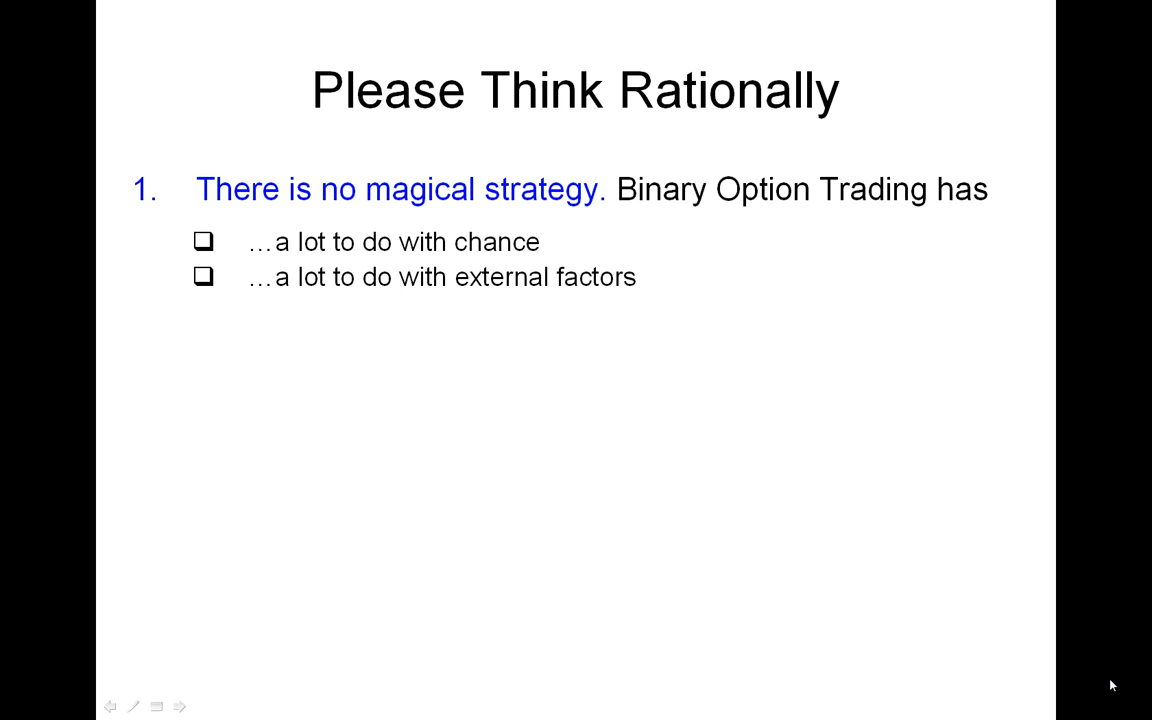 Please Think Rationally
1. There is no magical strategy. Binary Option Trading has
❑ …a lot to do with chance
❑ …a lot to do with external factors